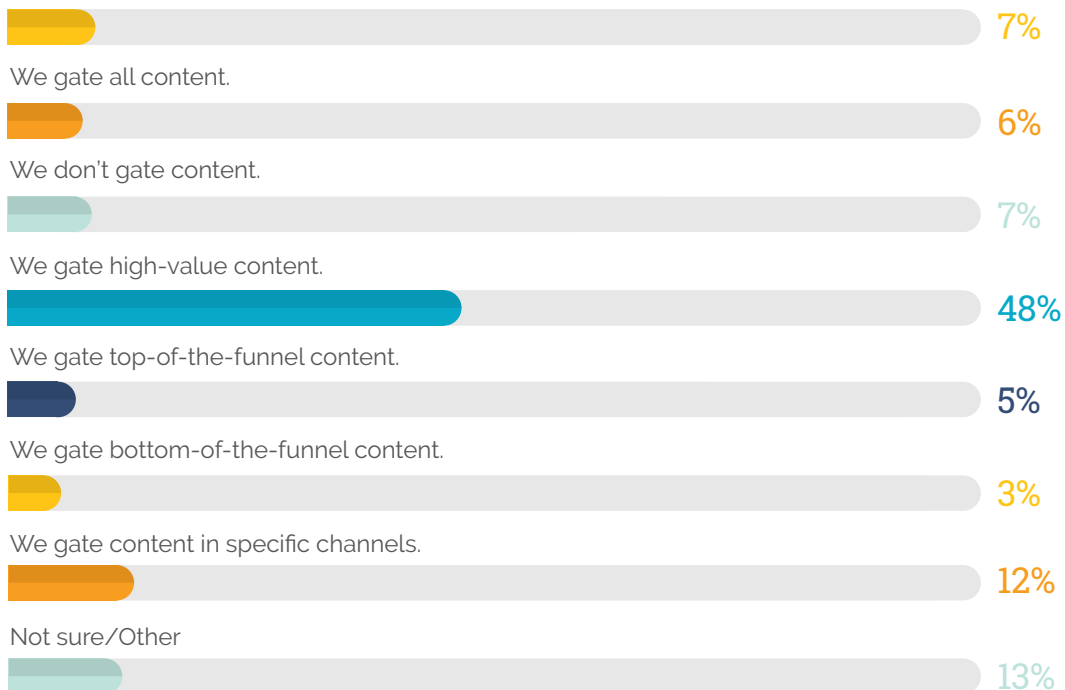 7%
We gate all content.
6%
We don't gate content.
7%
We gate high-value content.
48%
We gate top-of-the-funnel content.
5%
We gate bottom-of-the-funnel content.
3%
We gate content in specific channels.
12%
Not sure/Other
13%